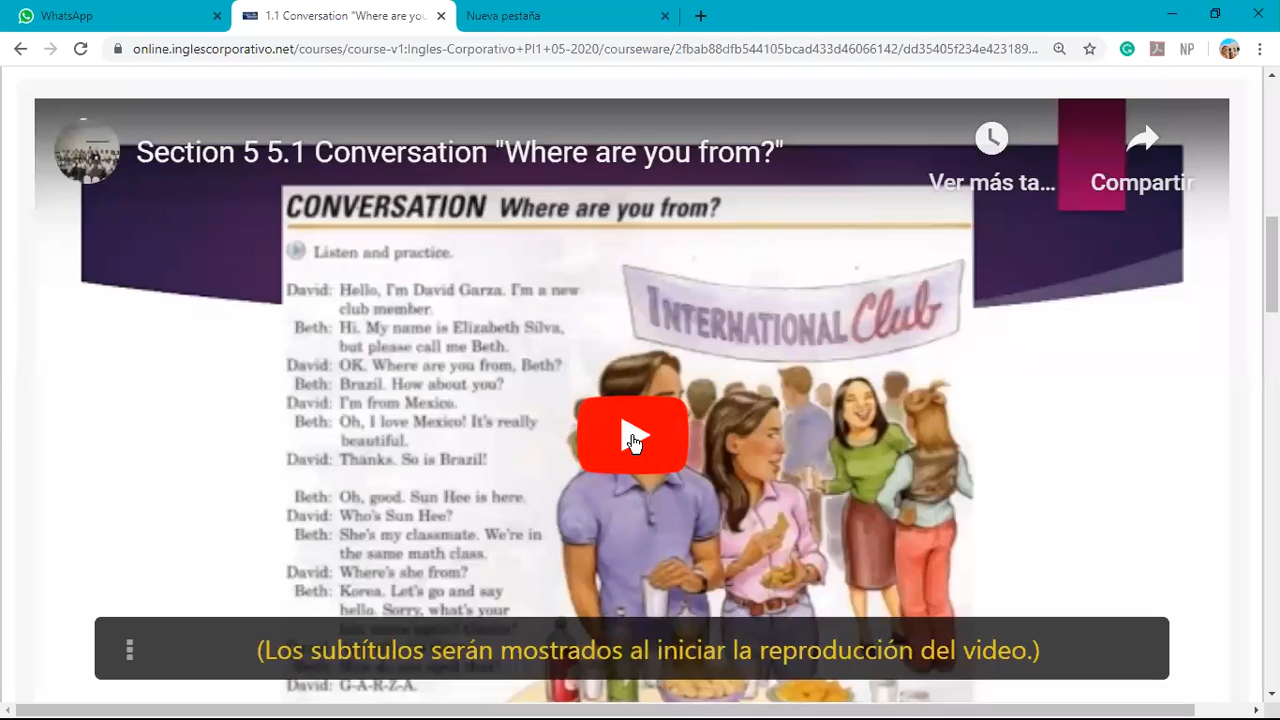 WhatsApp
1.1 Conversation "Where are you
Nueva pestaña
online.inglescorporativo.net/courses/course-v1:Ingles-Corporativo+PI1+05-2020/courseware/2fbab88dfb544105bcad433d46066142/dd35405f234e423189...
NP
Section 5 5.1 Conversation "Where are you from?"
Ver más ta...
Compartir
CONVERSATION Where are you from?
Listen and practice.
David: Hello, I'm David Garza. I'm a new
club member.
Beth: Hi. My name is Elizabeth Silva,
but please call me Beth.
David: OK. Where are you from, Beth?
Beth: Brazil. How about you?
David: I'm from Mexico.
Beth: Oh, I love Mexico! It's really
beautiful.
David: Thanks. So is Brazil!
Beth: Oh, good. Sun Hee is here.
David: Who's Sun Hee?
Beth: She's my classmate. We're in
the same math class.
David: Where's she from?
Beth: Korea. Let's go and say
hello. Sorry, what's your
David: G-A-R-Z-A.
INTERNATIONAL Club
(Los subtítulos serán mostrados al iniciar la reproducción del video.)